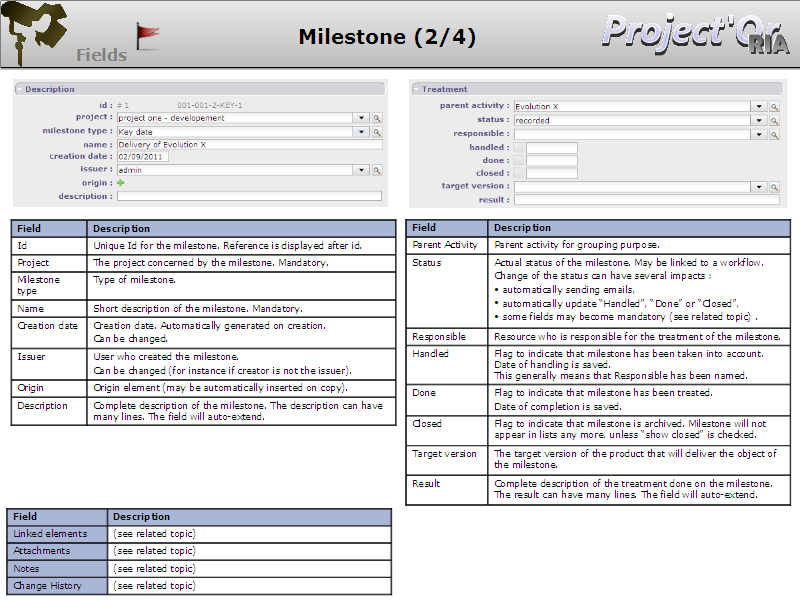 Fields
Milestone (2/4)
Project'Or
RIA
Description
id : # 1 001-001-2-KEY-1
project : project one - developement
milestone type : Key date
name : Delivery of Evolution X
creation date : 02/09/2011
issuer : admin
origin :
description :
Treatment
parent activity : Evolution X
status : recorded
responsible :
handled :
done :
closed :
target version :
result :
Field Description
Id Unique Id for the milestone. Reference is displayed after id.
Project The project concerned by the milestone. Mandatory.
Milestone type Type of milestone.
Name Short description of the milestone. Mandatory.
Creation date Creation date. Automatically generated on creation.
Can be changed.
Issuer User who created the milestone.
Can be changed (for instance if creator is not the issuer).
Origin Origin element (may be automatically inserted on copy).
Description Complete description of the milestone. The description can have
many lines. The field will auto-extend.
Field Description
Parent Activity Parent activity for grouping purpose.
Status Actual status of the milestone. May be linked to a workflow.
Change of the status can have several impacts :
• automatically sending emails,
• automatically update "Handled", "Done" or "Closed",
• some fields may become mandatory (see related topic) .
Responsible Resource who is responsible for the treatment of the milestone.
Handled Flag to indicate that milestone has been taken into account.
Date of handling is saved.
This generally means that Responsible has been named.
Done Flag to indicate that milestone has been treated.
Date of completion is saved.
Closed Flag to indicate that milestone is archived. Milestone will not
appear in lists any more, unless "show closed" is checked.
Target version The target version of the product that will deliver the object of
the milestone.
Result Complete description of the treatment done on the milestone.
The result can have many lines. The field will auto-extend.
Field Description
Linked elements (see related topic)
Attachments (see related topic)
Notes (see related topic)
Change History (see related topic)